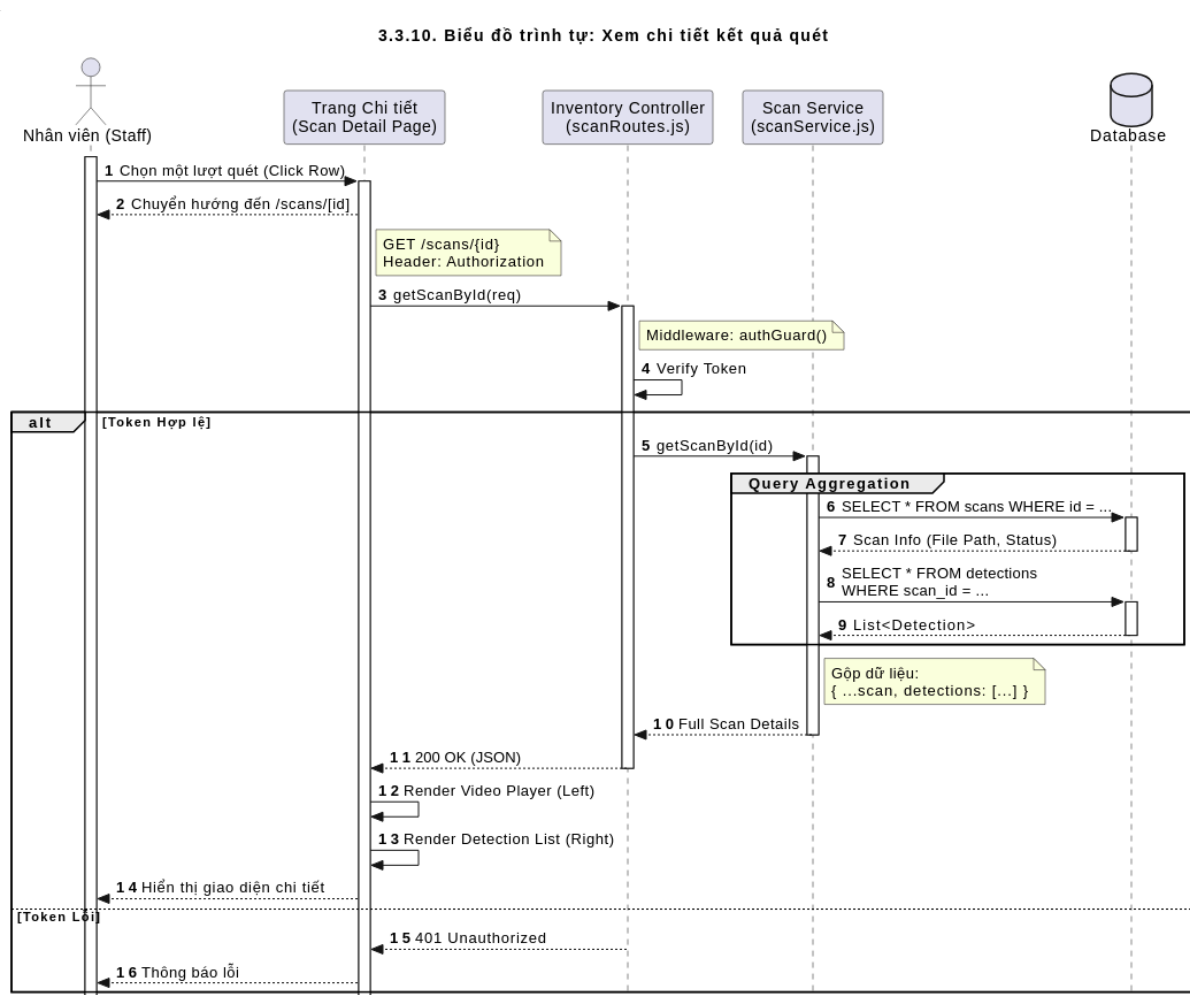 3.3.10. Biểu đồ trình tự: Xem chi tiết kết quả quét
Nhân viên (Staff)
Trang Chi tiết
(Scan Detail Page)
Inventory Controller
(scanRoutes.js)
Scan Service
(scanService.js)
Database
1 Chọn một lượt quét (Click Row)
2 Chuyển hướng đến /scans/[id]
GET /scans/{id}
Header: Authorization
3 getScanById(req)
Middleware: authGuard()
4 Verify Token
alt [Token Hợp lệ]
5 getScanById(id)
Query Aggregation
6 SELECT * FROM scans WHERE id = ...
7 Scan Info (File Path, Status)
8 SELECT * FROM detections
WHERE scan_id = ...
9 List<Detection>
Gộp dữ liệu:
{ ...scan, detections: [...] }
10 Full Scan Details
11 200 OK (JSON)
12 Render Video Player (Left)
13 Render Detection List (Right)
14 Hiển thị giao diện chi tiết
[Token Lỗi]
15 401 Unauthorized
16 Thông báo lỗi